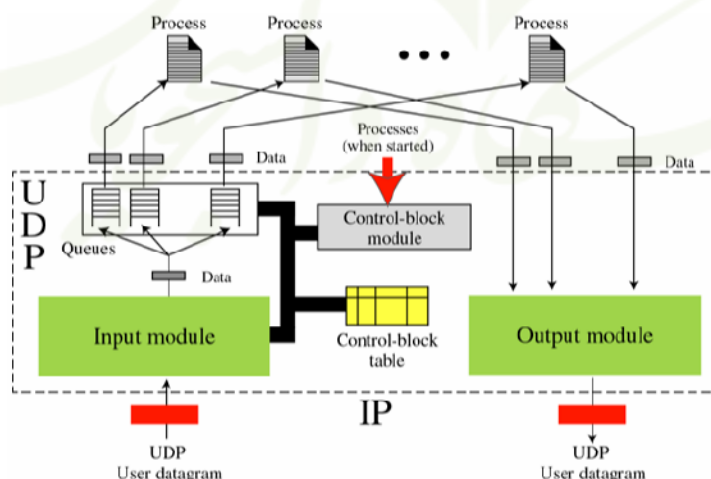 Process
Process
Process
Processes
(when started)
Data
Data
UDP
Queues
Control-block
module
Data
Input module
Control-block
table
Output module
IP
UDP
User datagram
UDP
User datagram